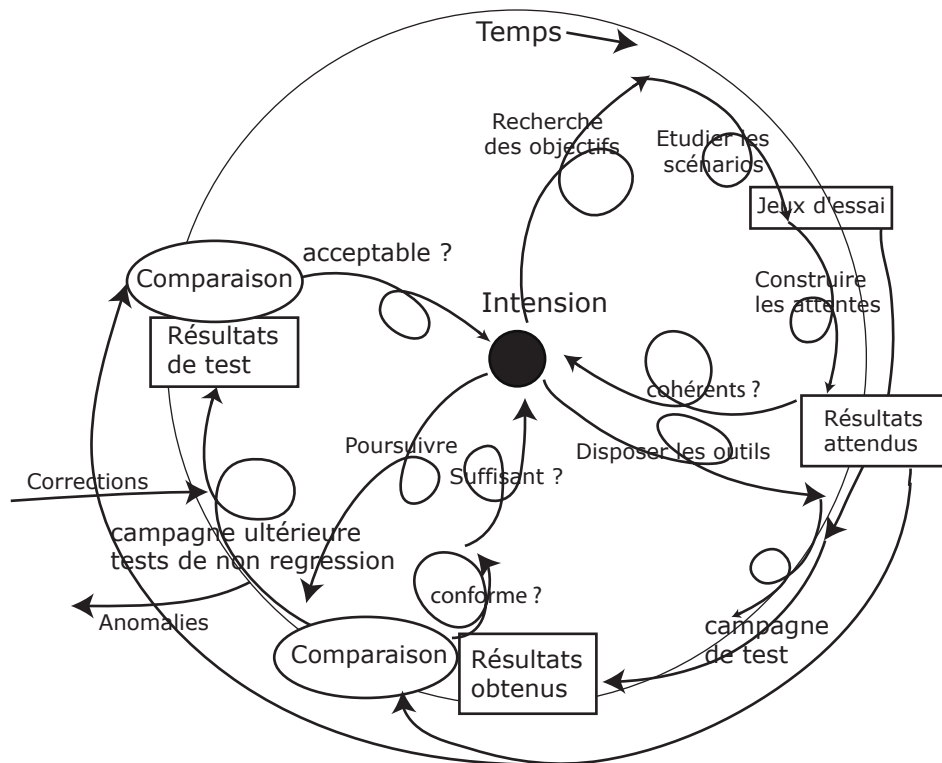 Temps
Recherche
des objectifs
Etudier les
scénarios
Jeux d'essai
acceptable ?
Comparaison
Construire
les attentes
Intension
Résultats
de test
cohérents ?
Résultats
attendus
Poursuivre
Suffisant ?
Disposer les outils
Corrections
campagne ultérieure
tests de non regression
conforme ?
Anomalies
campagne
de test
Comparaison
Résultats
obtenus